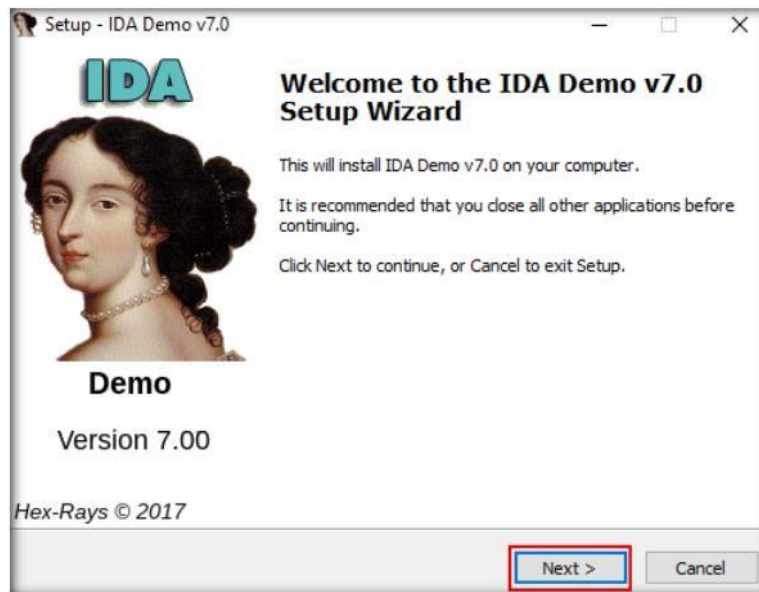 Setup - IDA Demo v7.0
IDA
Welcome to the IDA Demo v7.0
Setup Wizard
This will install IDA Demo v7.0 on your computer.
It is recommended that you close all other applications before
continuing.
Click Next to continue, or Cancel to exit Setup.
Demo
Version 7.00
Hex-Rays © 2017
Next >
Cancel